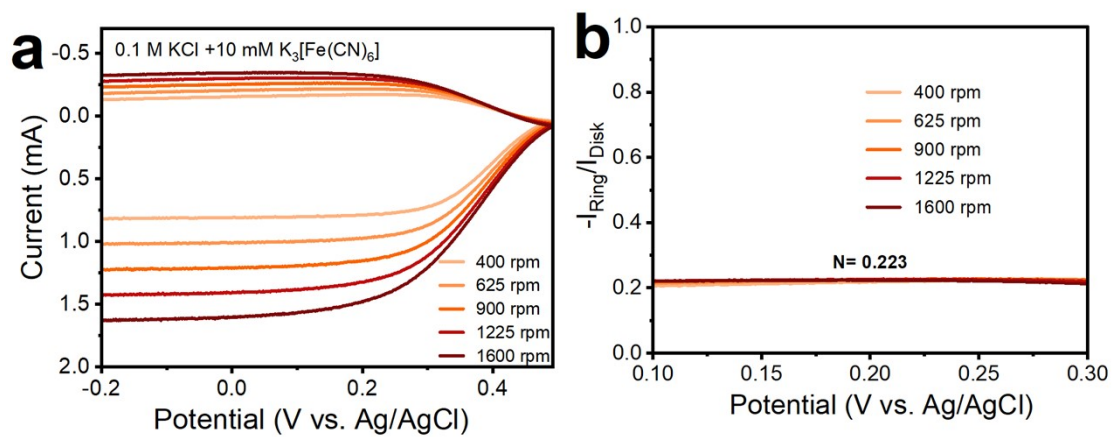 a
0.1 M KCl +10 mM K₃[Fe(CN)₆]
-0.5
0.0
0.5
1.0
1.5
2.0
Current (mA)
400 rpm
625 rpm
900 rpm
1225 rpm
1600 rpm
-0.2
0.0
0.2
0.4
Potential (V vs. Ag/AgCl)
b
1.0
0.8
0.6
0.4
0.2
0.0
-I_Ring/I_Disk
400 rpm
625 rpm
900 rpm
1225 rpm
1600 rpm
N= 0.223
0.10
0.15
0.20
0.25
0.30
Potential (V vs. Ag/AgCl)